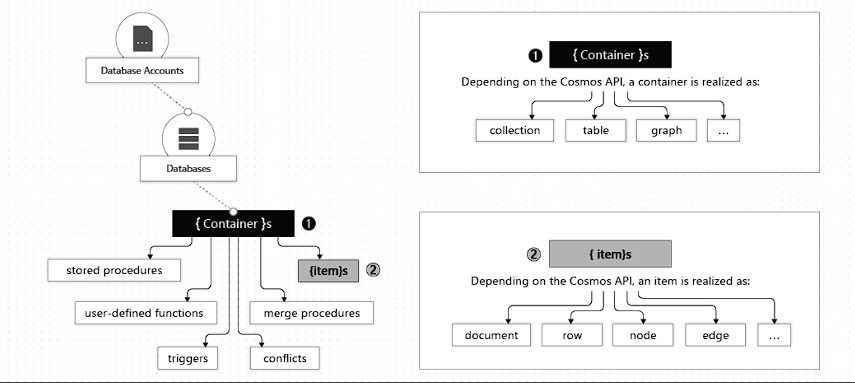 Database Accounts
Databases
{ Container }s ❶
stored procedures
{item}s ②
user-defined functions
merge procedures
triggers
conflicts
❶ { Container }s
Depending on the Cosmos API, a container is realized as:
collection
table
graph
...
② { item}s
Depending on the Cosmos API, an item is realized as:
document
row
node
edge
...